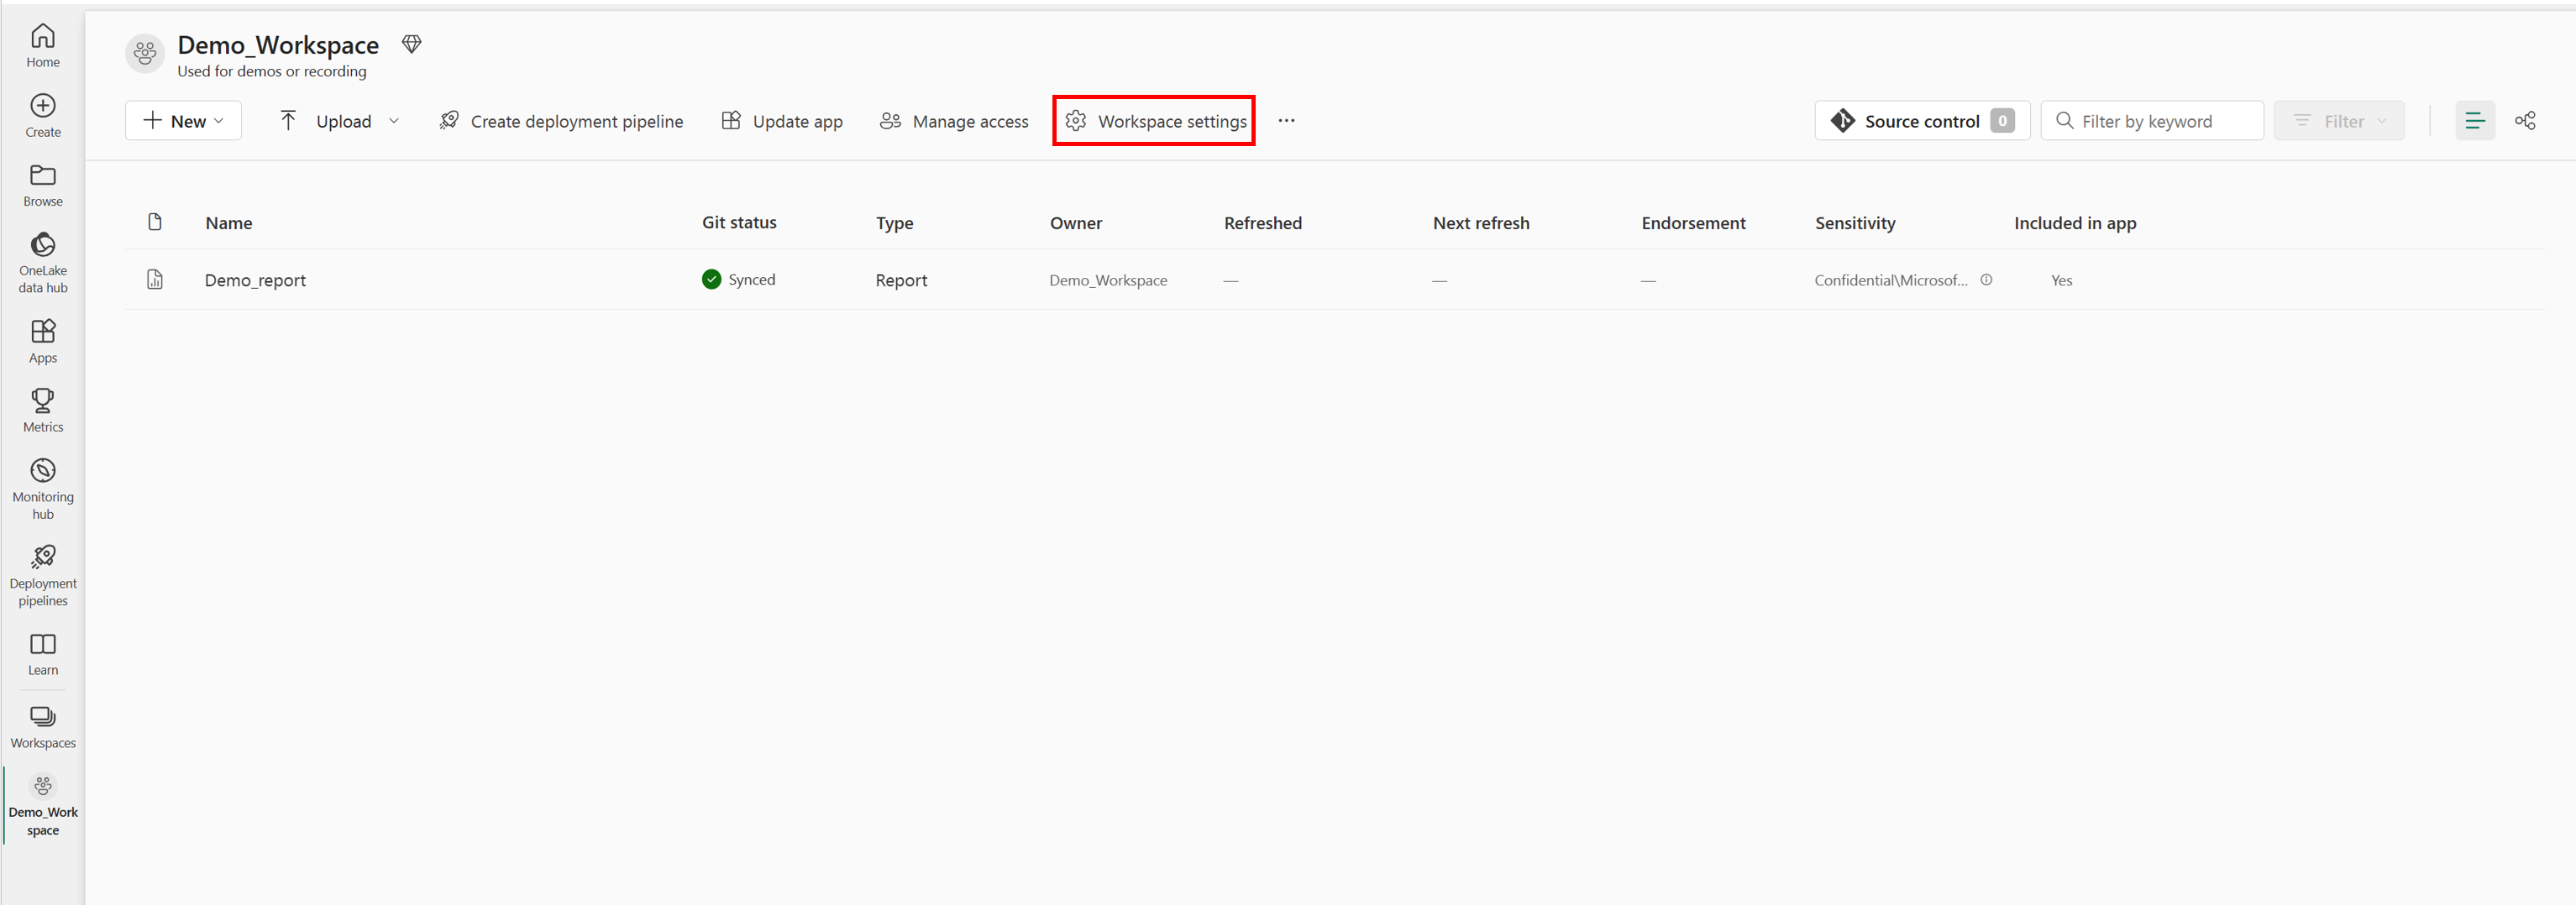 Home
Create
Browse
OneLake
data hub
Apps
Metrics
Monitoring
hub
Deployment
pipelines
Learn
Workspaces
Demo_Work
space
Demo_Workspace
Used for demos or recording
New
Upload
Create deployment pipeline
Update app
Manage access
Workspace settings
...
Source control 0
Filter by keyword
Filter
Name Git status Type Owner Refreshed Next refresh Endorsement Sensitivity Included in app
Demo_report Synced Report Demo_Workspace — — — Confidential\Microsof... Yes